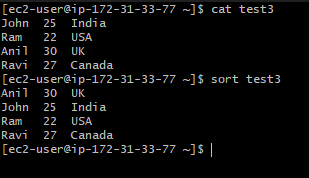 [ec2-user@ip-172-31-33-77 ~]$ cat test3
John  25  India
Ram   22  USA
Anil  30  UK
Ravi  27  Canada
[ec2-user@ip-172-31-33-77 ~]$ sort test3
Anil  30  UK
John  25  India
Ram   22  USA
Ravi  27  Canada
[ec2-user@ip-172-31-33-77 ~]$